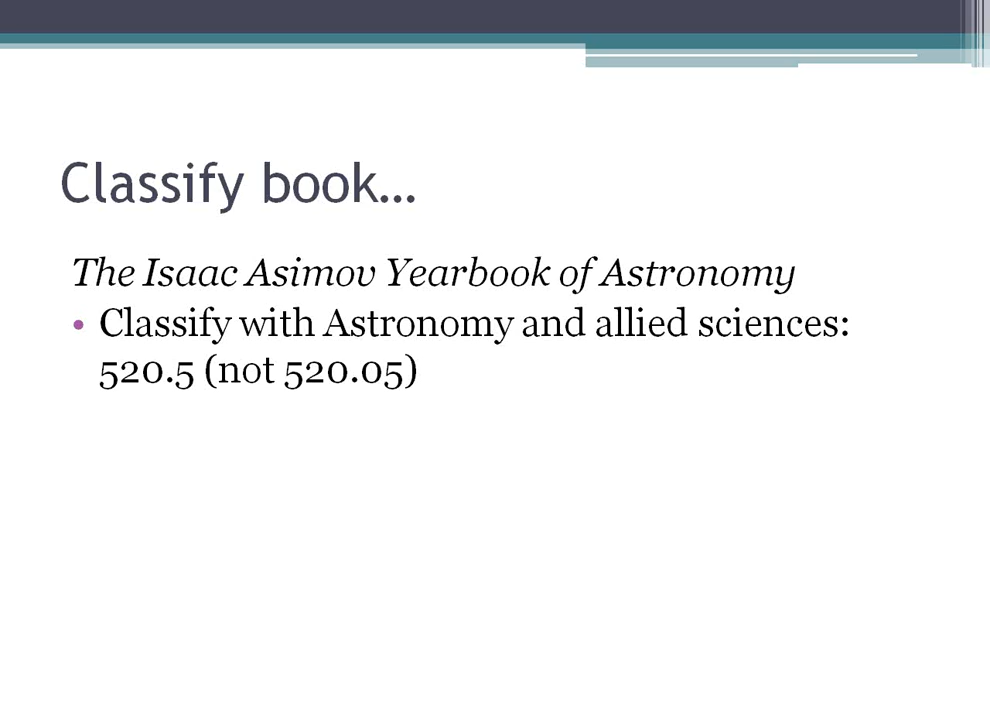 Classify book…
The Isaac Asimov Yearbook of Astronomy
• Classify with Astronomy and allied sciences:
520.5 (not 520.05)